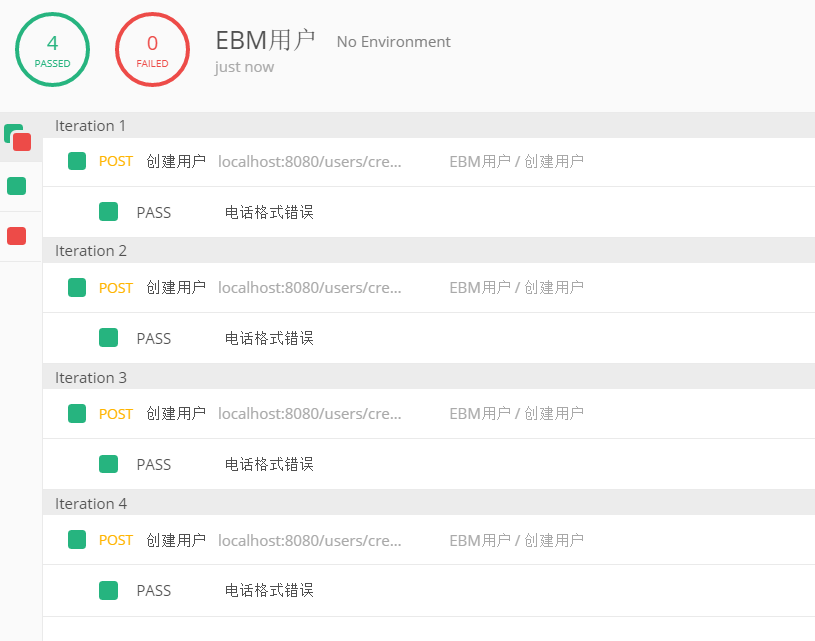 4
PASSED
0
FAILED
EBM用户 No Environment
just now
Iteration 1
POST 创建用户 localhost:8080/users/cre... EBM用户 / 创建用户
PASS 电话格式错误
Iteration 2
POST 创建用户 localhost:8080/users/cre... EBM用户 / 创建用户
PASS 电话格式错误
Iteration 3
POST 创建用户 localhost:8080/users/cre... EBM用户 / 创建用户
PASS 电话格式错误
Iteration 4
POST 创建用户 localhost:8080/users/cre... EBM用户 / 创建用户
PASS 电话格式错误